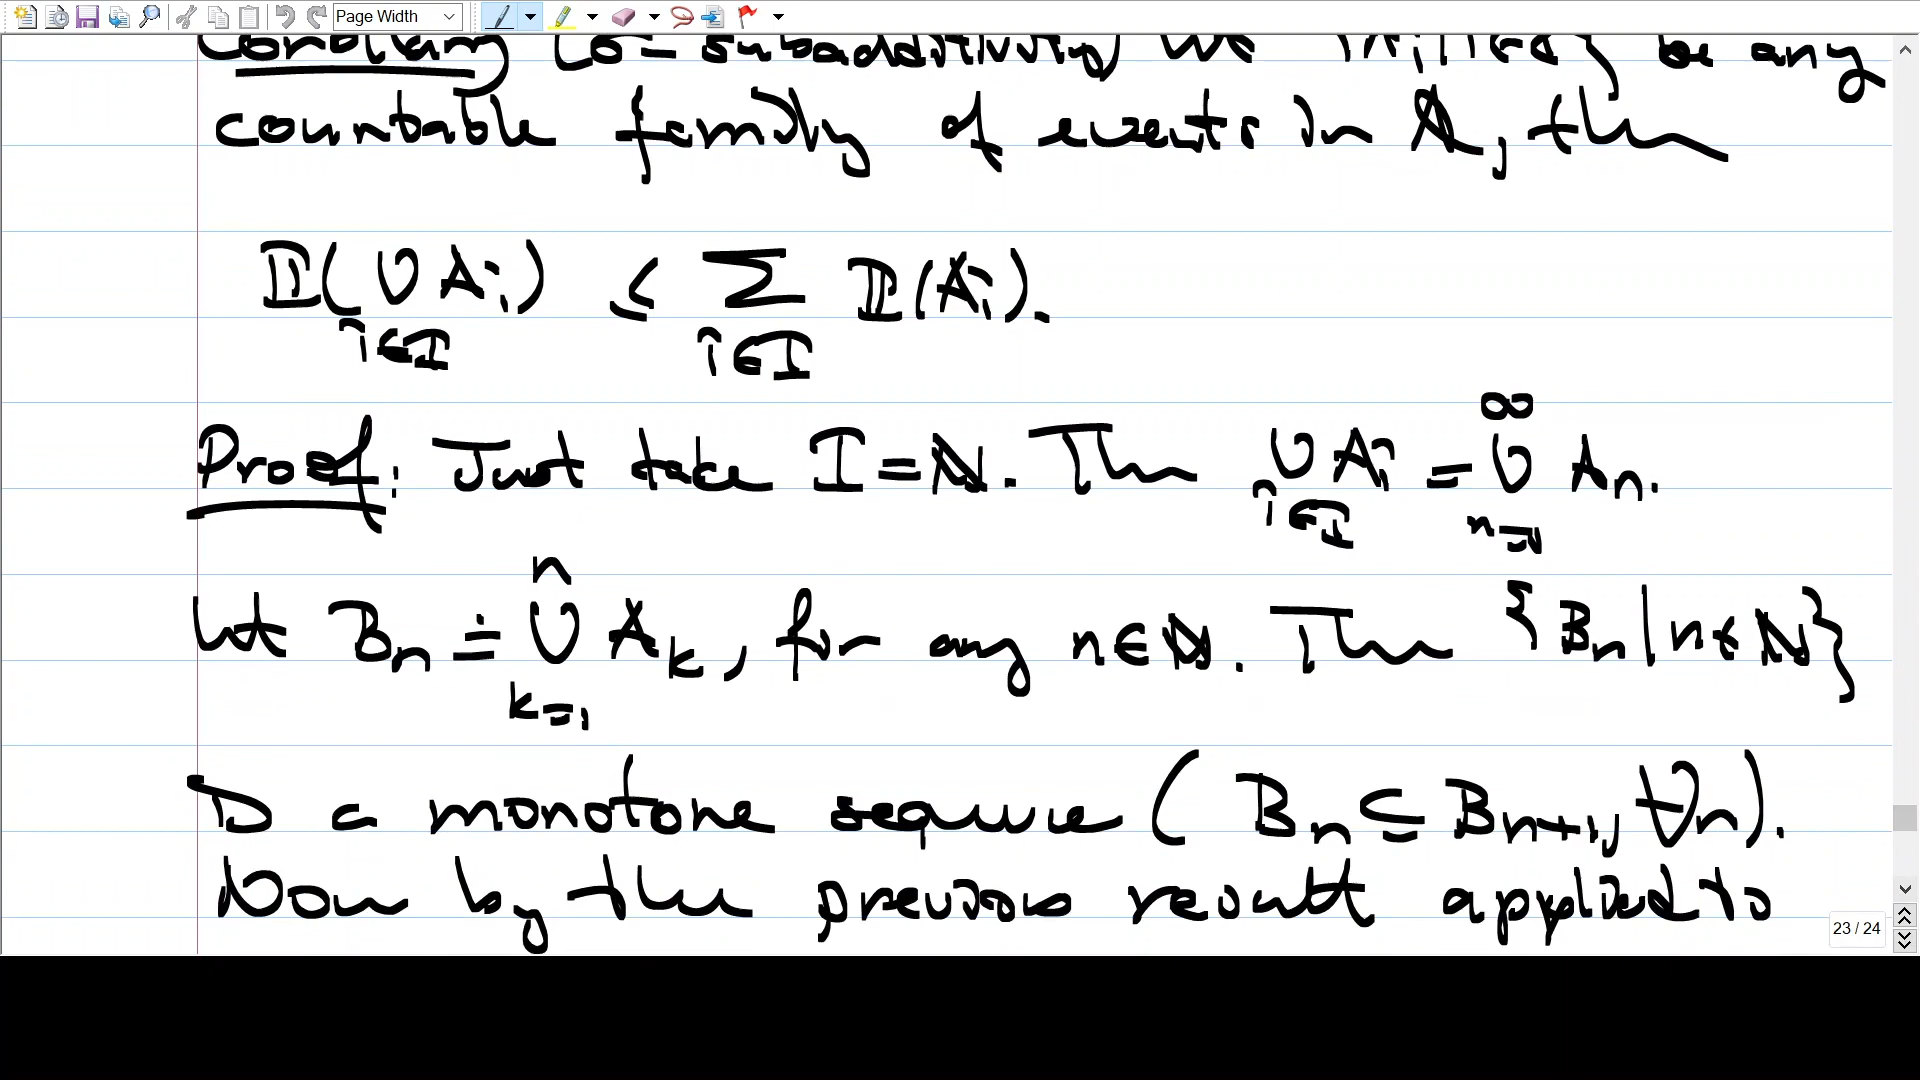 Page Width
Corollary (σ-subadditivity) Let {Ai | i∈I} be any
countable family of events in A, then
P(∪ Ai) ≤ Σ P(Ai).
i∈I i∈I
Proof: Just take I = N. Then ∪ Ai = ∪ An.
i∈I n=1 ∞
Let Bn ≐ ∪ Ak, for any n∈N. Then {Bn | n∈N}
k=1 n
is a monotone sequence (Bn ⊆ Bn+1, ∀n).
Now by the previous result applied to
23 / 24